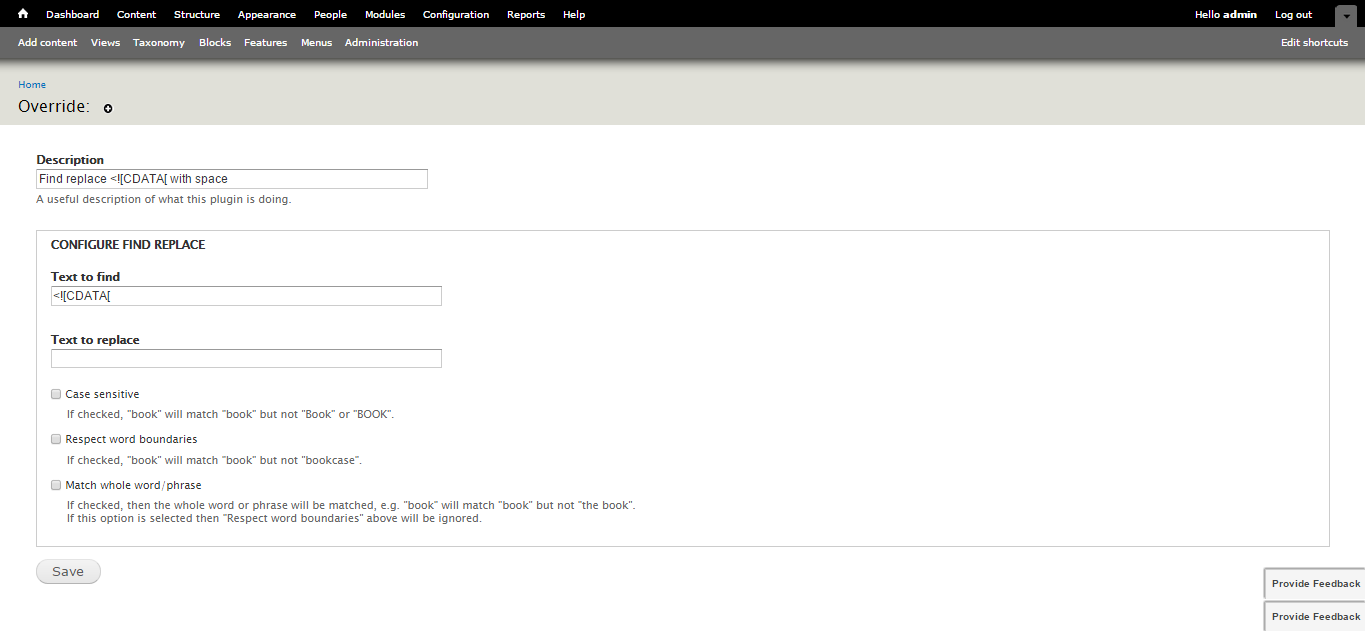 Dashboard Content Structure Appearance People Modules Configuration Reports Help Hello admin Log out
Add content Views Taxonomy Blocks Features Menus Administration Edit shortcuts
Home
Override:
Description
Find replace <![CDATA[ with space
A useful description of what this plugin is doing.
CONFIGURE FIND REPLACE
Text to find
<![CDATA[
Text to replace
Case sensitive
If checked, "book" will match "book" but not "Book" or "BOOK".
Respect word boundaries
If checked, "book" will match "book" but not "bookcase".
Match whole word/phrase
If checked, then the whole word or phrase will be matched, e.g. "book" will match "book" but not "the book".
If this option is selected then "Respect word boundaries" above will be ignored.
Save
Provide Feedback
Provide Feedback